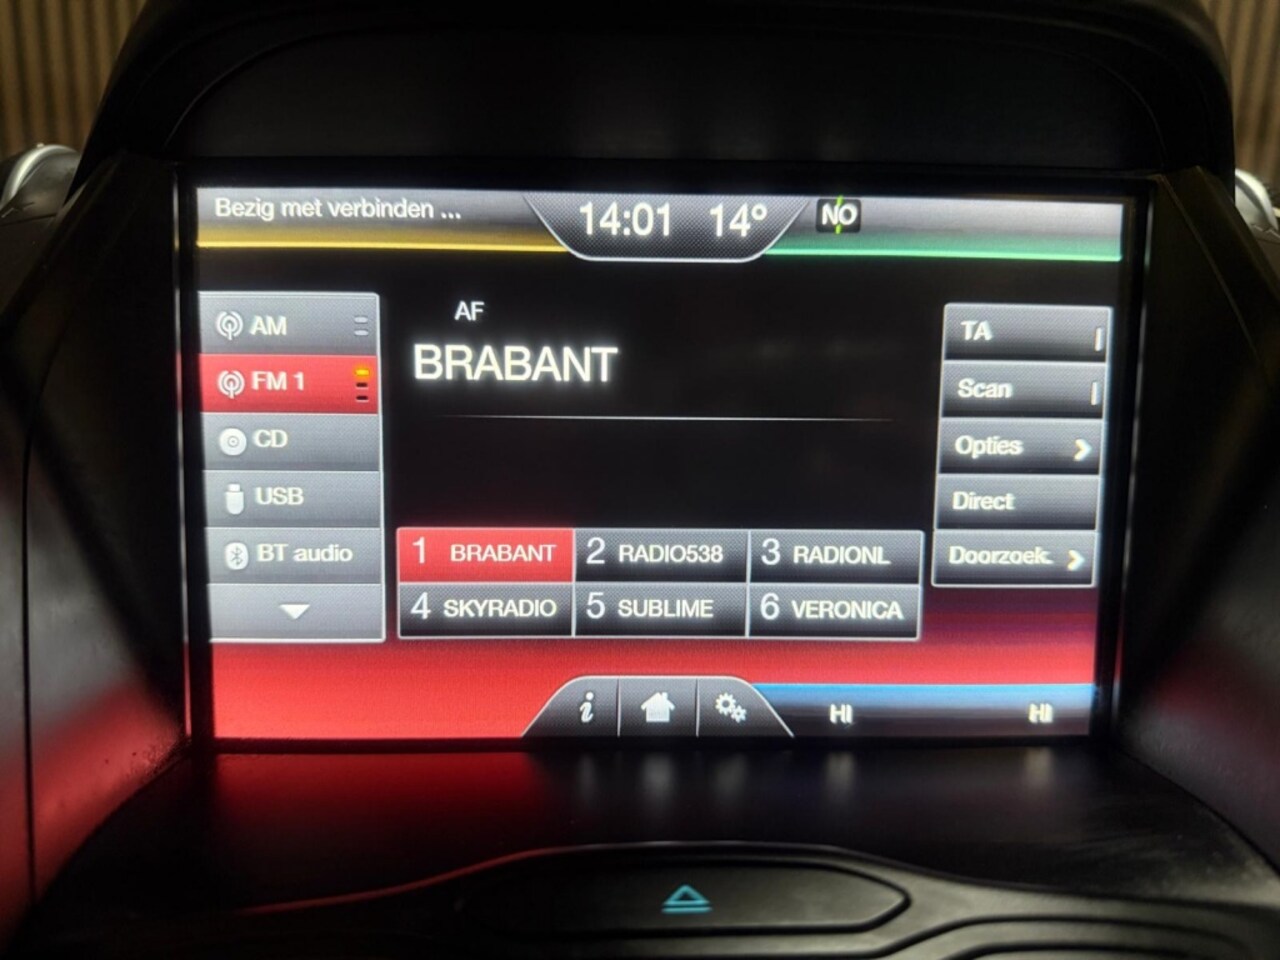 Bezig met verbinden ...
14:01 14°
NO
AM
FM 1
CD
USB
BT audio
AF
BRABANT
1 BRABANT
2 RADIO538
3 RADIONL
4 SKYRADIO
5 SUBLIME
6 VERONICA
TA
Scan
Opties
Direct
Doorzoek.
i
HI
HI